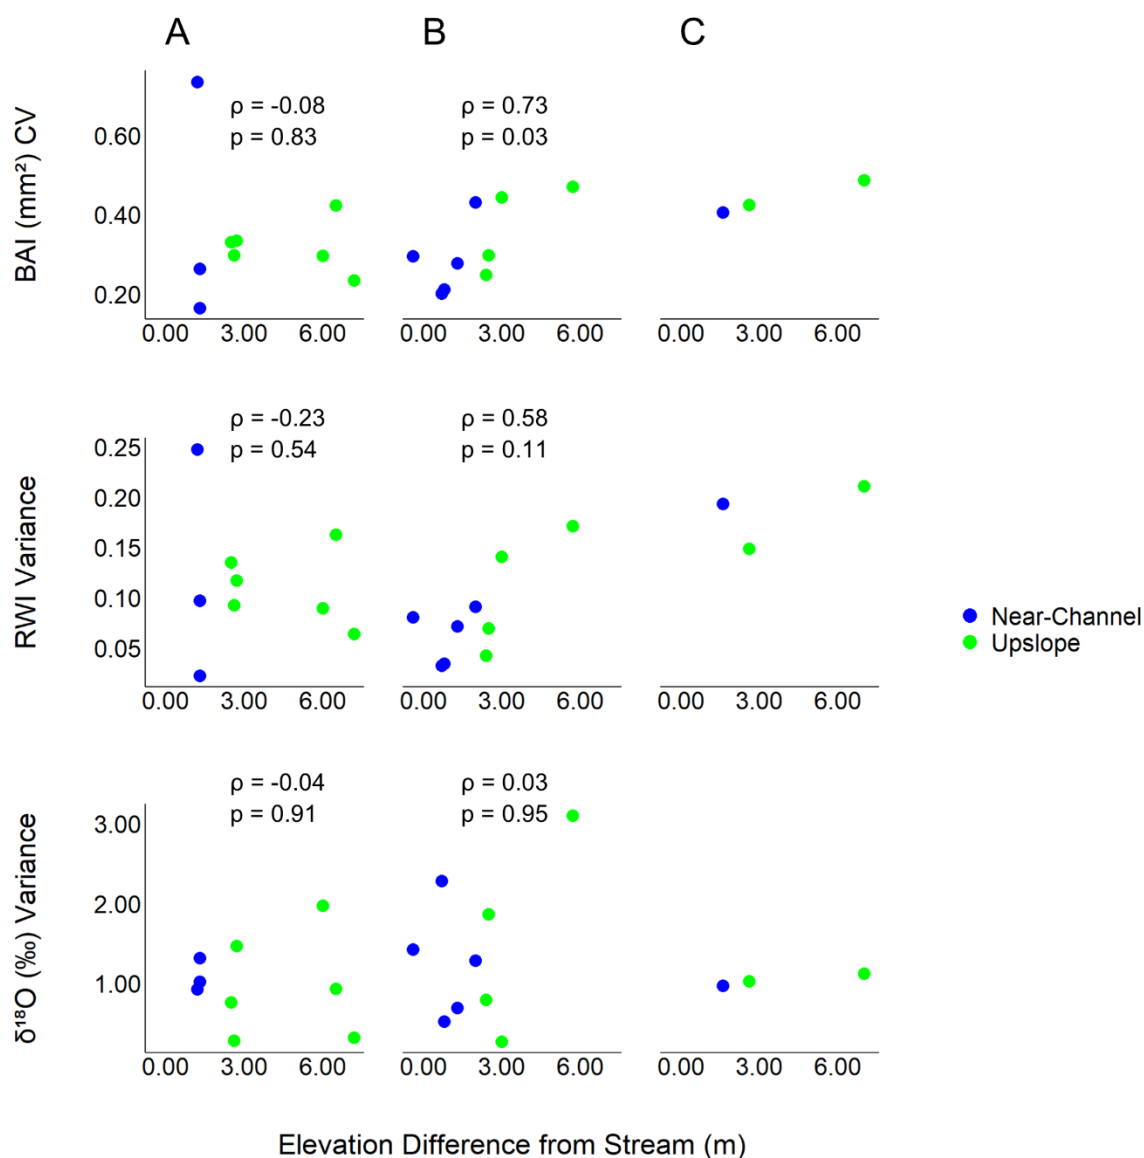 A B C
BAI (mm²) CV
ρ = -0.08
p = 0.83
ρ = 0.73
p = 0.03
0.60
0.40
0.20
0.00 3.00 6.00 0.00 3.00 6.00 0.00 3.00 6.00
RWI Variance
ρ = -0.23
p = 0.54
ρ = 0.58
p = 0.11
0.25
0.20
0.15
0.10
0.05
0.00 3.00 6.00 0.00 3.00 6.00 0.00 3.00 6.00
Near-Channel
Upslope
δ¹⁸O (‰) Variance
ρ = -0.04
p = 0.91
ρ = 0.03
p = 0.95
3.00
2.00
1.00
0.00 3.00 6.00 0.00 3.00 6.00 0.00 3.00 6.00
Elevation Difference from Stream (m)